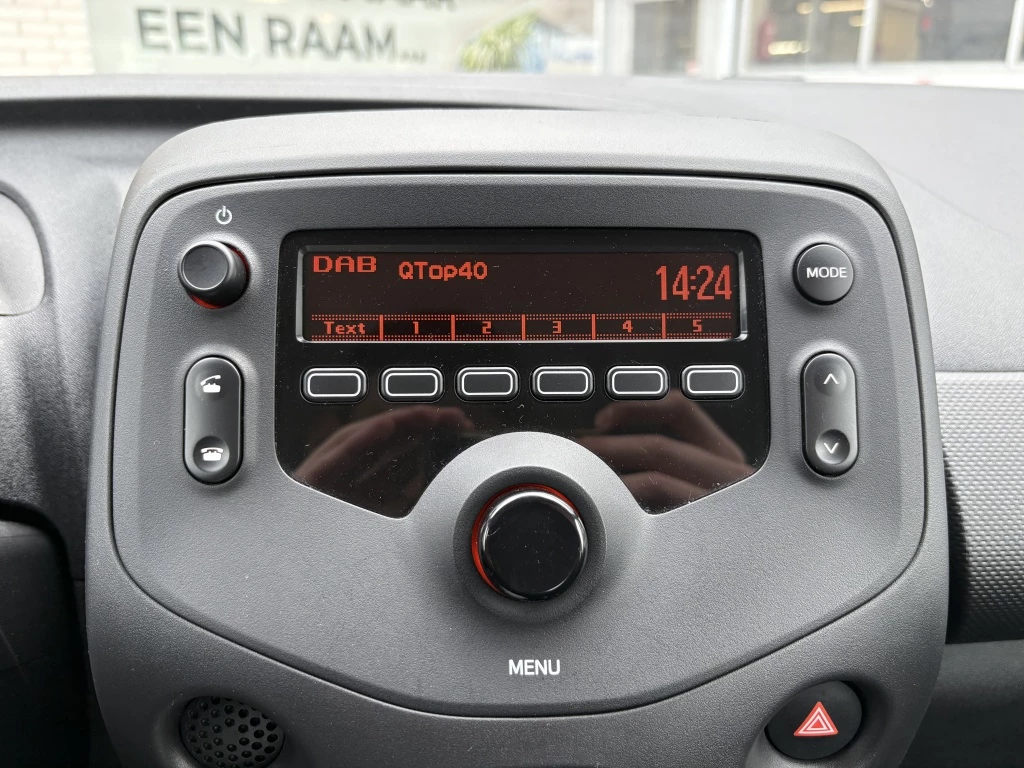 EEN RAAM...
DAB QTop40 14:24
Text 1 2 3 4 5
MODE
MENU